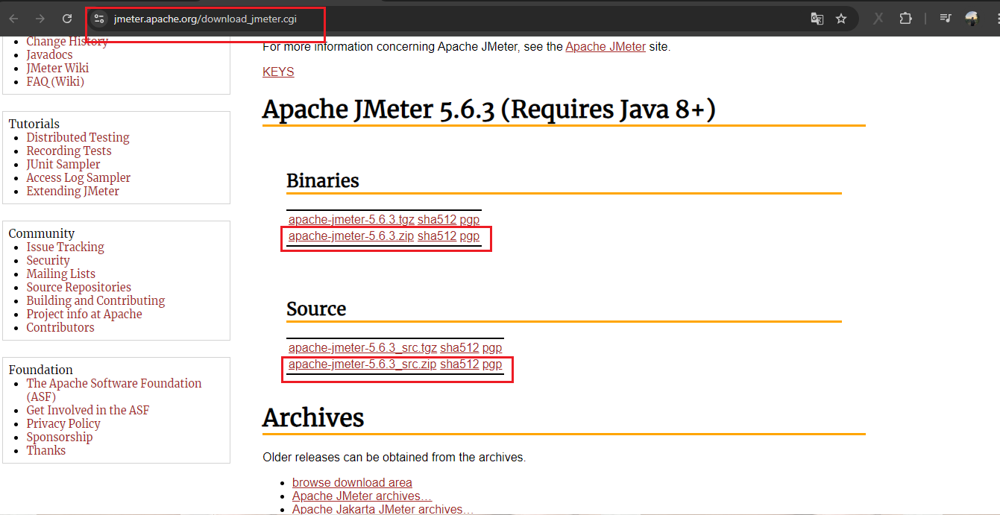 jmeter.apache.org/download_jmeter.cgi
Change History
Javadocs
JMeter Wiki
FAQ (Wiki)
Tutorials
Distributed Testing
Recording Tests
JUnit Sampler
Access Log Sampler
Extending JMeter
Community
Issue Tracking
Security
Mailing Lists
Source Repositories
Building and Contributing
Project info at Apache
Contributors
Foundation
The Apache Software Foundation
(ASF)
Get Involved in the ASF
Privacy Policy
Sponsorship
Thanks
For more information concerning Apache JMeter, see the Apache JMeter site.
KEYS
Apache JMeter 5.6.3 (Requires Java 8+)
Binaries
apache-jmeter-5.6.3.tgz sha512 pgp
apache-jmeter-5.6.3.zip sha512 pgp
Source
apache-jmeter-5.6.3_src.tgz sha512 pgp
apache-jmeter-5.6.3_src.zip sha512 pgp
Archives
Older releases can be obtained from the archives.
browse download area
Apache JMeter archives...
Apache Jakarta JMeter archives...